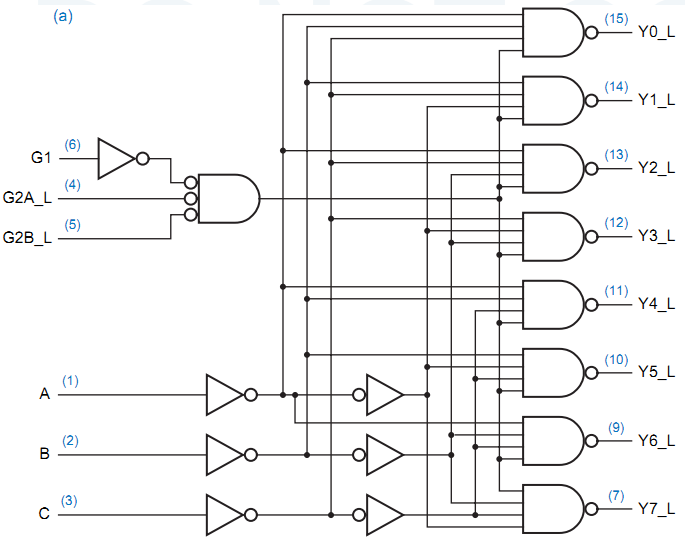 (a)
(15) Y0_L
(14) Y1_L
G1 (6)
(13) Y2_L
G2A_L (4)
G2B_L (5)
(12) Y3_L
(11) Y4_L
(10) Y5_L
A (1)
(9) Y6_L
B (2)
(7) Y7_L
C (3)